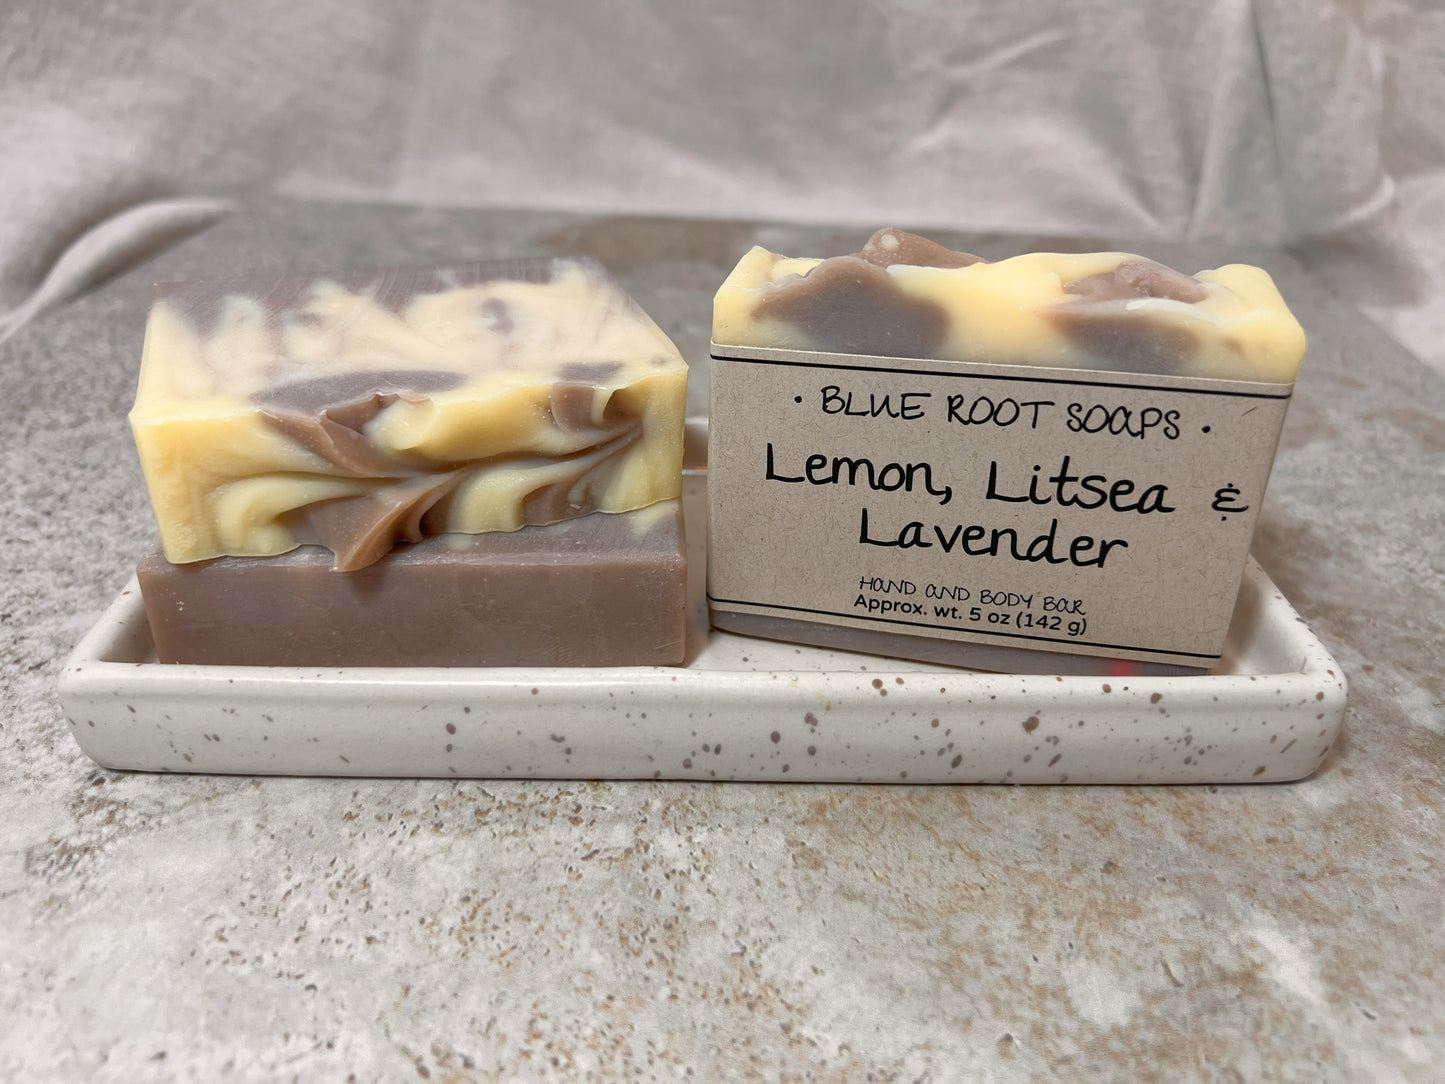 • BLUE ROOT SOAPS •
Lemon, Litsea &
Lavender
HAND AND BODY BAR
Approx. wt. 5 oz (142 g)